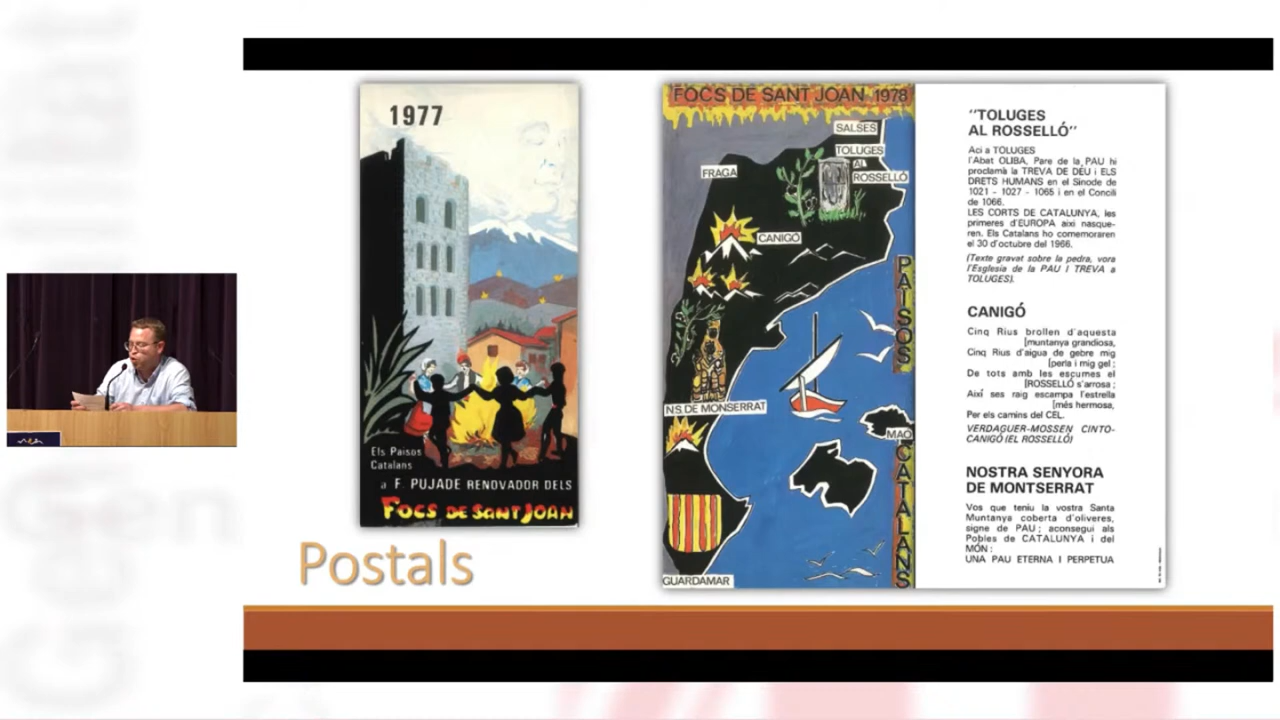 1977
Els Països
Catalans
a F. PUJADE RENOVADOR DELS
FOCS DE SANT JOAN
Postals
FOCS DE SANT JOAN 1978
SALSES
TOLUGES
AL
ROSSELLÓ
FRAGA
CANIGÓ
N.S. DE MONSERRAT
MAO
GUARDAMAR
PAISOS
CATALANS
"TOLUGES
AL ROSSELLÓ"
Aci a TOLUGES
l'Abat OLIBA, Pare de la PAU hi
proclamà la TREVA DE DÉU i ELS
DRETS HUMANS en el Sinode de
1021 - 1027 - 1065 i en el Concili
de 1066.
LES CORTS DE CATALUNYA, les
primeres d'EUROPA aixi nasque-
ren. Els Catalans ho comemoraren
el 30 d'octubre del 1966.
(Texte gravat sobre la pedra, vora
l'Esglesia de la PAU I TREVA a
TOLUGES).
CANIGÓ
Cinq Rius brollen d'aquesta
[muntanya grandiosa,
Cinq Rius d'aigua de gebre mig
[perla i mig gel ;
De tots amb les escumes el
[ROSSELLÓ s'arrosa ;
Així ses raig escampa l'estrella
[més hermosa,
Per els camins del CEL.
VERDAGUER-MOSSEN CINTO-
CANIGÓ (EL ROSSELLÓ)
NOSTRA SENYORA
DE MONTSERRAT
Vos que teniu la vostra Santa
Muntanya coberta d'oliveres,
signe de PAU ; aconsegui als
Pobles de CATALUNYA i del
MÓN :
UNA PAU ETERNA I PERPETUA